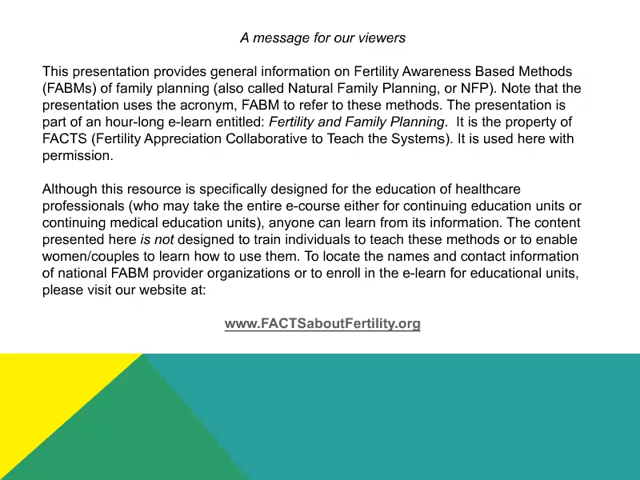 A message for our viewers
This presentation provides general information on Fertility Awareness Based Methods
(FABMs) of family planning (also called Natural Family Planning, or NFP). Note that the
presentation uses the acronym, FABM to refer to these methods. The presentation is
part of an hour-long e-learn entitled: Fertility and Family Planning. It is the property of
FACTS (Fertility Appreciation Collaborative to Teach the Systems). It is used here with
permission.
Although this resource is specifically designed for the education of healthcare
professionals (who may take the entire e-course either for continuing education units or
continuing medical education units), anyone can learn from its information. The content
presented here is not designed to train individuals to teach these methods or to enable
women/couples to learn how to use them. To locate the names and contact information
of national FABM provider organizations or to enroll in the e-learn for educational units,
please visit our website at:
www.FACTSaboutFertility.org